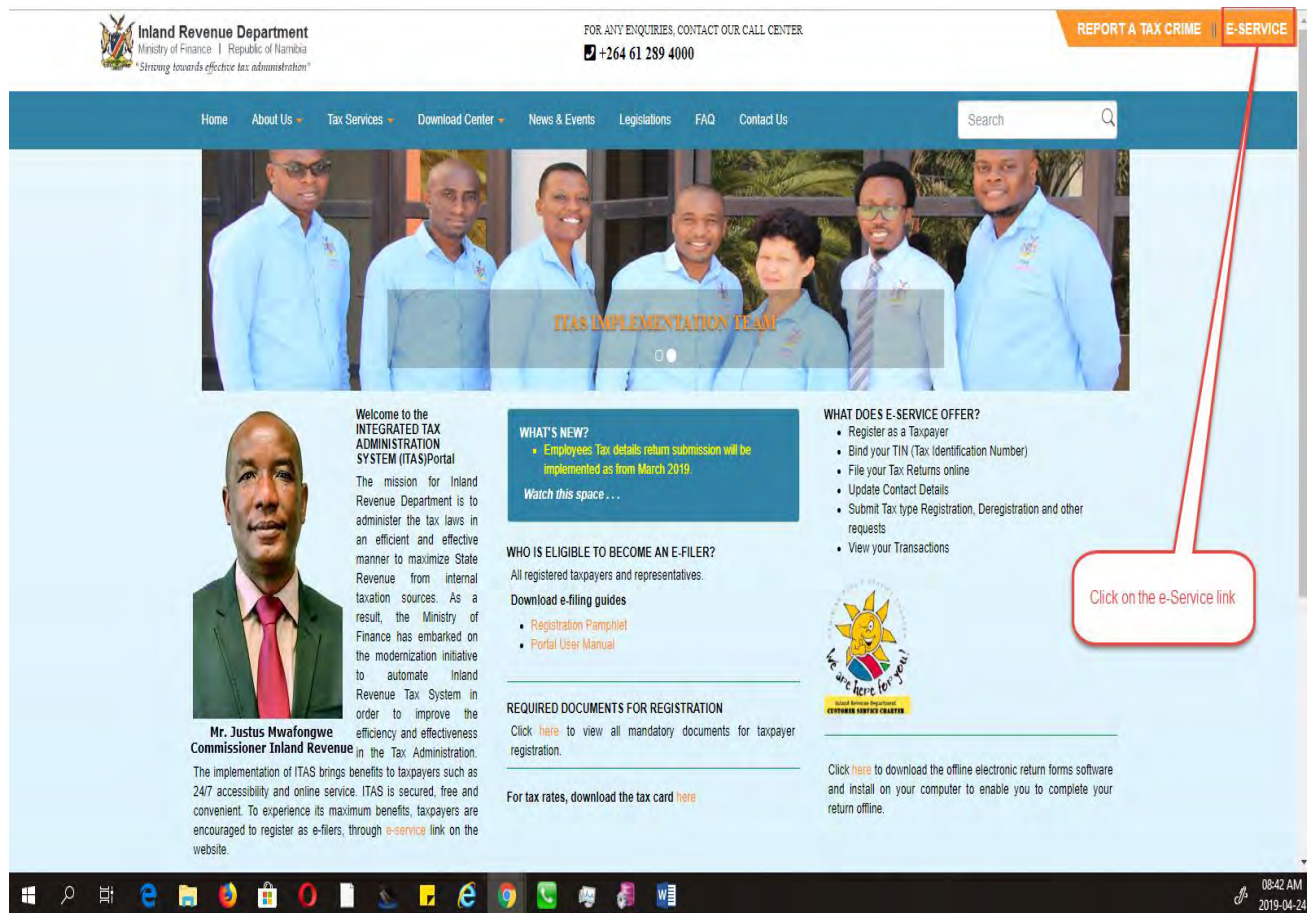 Inland Revenue Department
Ministry of Finance | Republic of Namibia
"Striving towards effective tax administration"
FOR ANY ENQUIRIES, CONTACT OUR CALL CENTER
+264 61 289 4000
REPORT A TAX CRIME || E-SERVICE
Home About Us Tax Services Download Center News & Events Legislations FAQ Contact Us Search
ITAS IMPLEMENTATION TEAM
Welcome to the
INTEGRATED TAX
ADMINISTRATION
SYSTEM (ITAS)Portal
The mission for Inland
Revenue Department is to
administer the tax laws in
an efficient and effective
manner to maximize State
Revenue from internal
taxation sources. As a
result, the Ministry of
Finance has embarked on
the modernization initiative
to automate Inland
Revenue Tax System in
order to improve the
efficiency and effectiveness
in the Tax Administration.
Mr. Justus Mwafongwe
Commissioner Inland Revenue
The implementation of ITAS brings benefits to taxpayers such as
24/7 accessibility and online service. ITAS is secured, free and
convenient. To experience its maximum benefits, taxpayers are
encouraged to register as e-filers, through e-service link on the
website.
WHAT'S NEW?
Employees Tax details return submission will be
implemented as from March 2019.
Watch this space . . .
WHO IS ELIGIBLE TO BECOME AN E-FILER?
All registered taxpayers and representatives.
Download e-filing guides
Registration Pamphlet
Portal User Manual
REQUIRED DOCUMENTS FOR REGISTRATION
Click here to view all mandatory documents for taxpayer
registration.
For tax rates, download the tax card here
WHAT DOES E-SERVICE OFFER?
Register as a Taxpayer
Bind your TIN (Tax Identification Number)
File your Tax Returns online
Update Contact Details
Submit Tax type Registration, Deregistration and other
requests
View your Transactions
We are here for you!
Inland Revenue Department
CUSTOMER SERVICE CHARTER
Click here to download the offline electronic return forms software
and install on your computer to enable you to complete your
return offline.
Click on the e-Service link
08:42 AM
2019-04-24